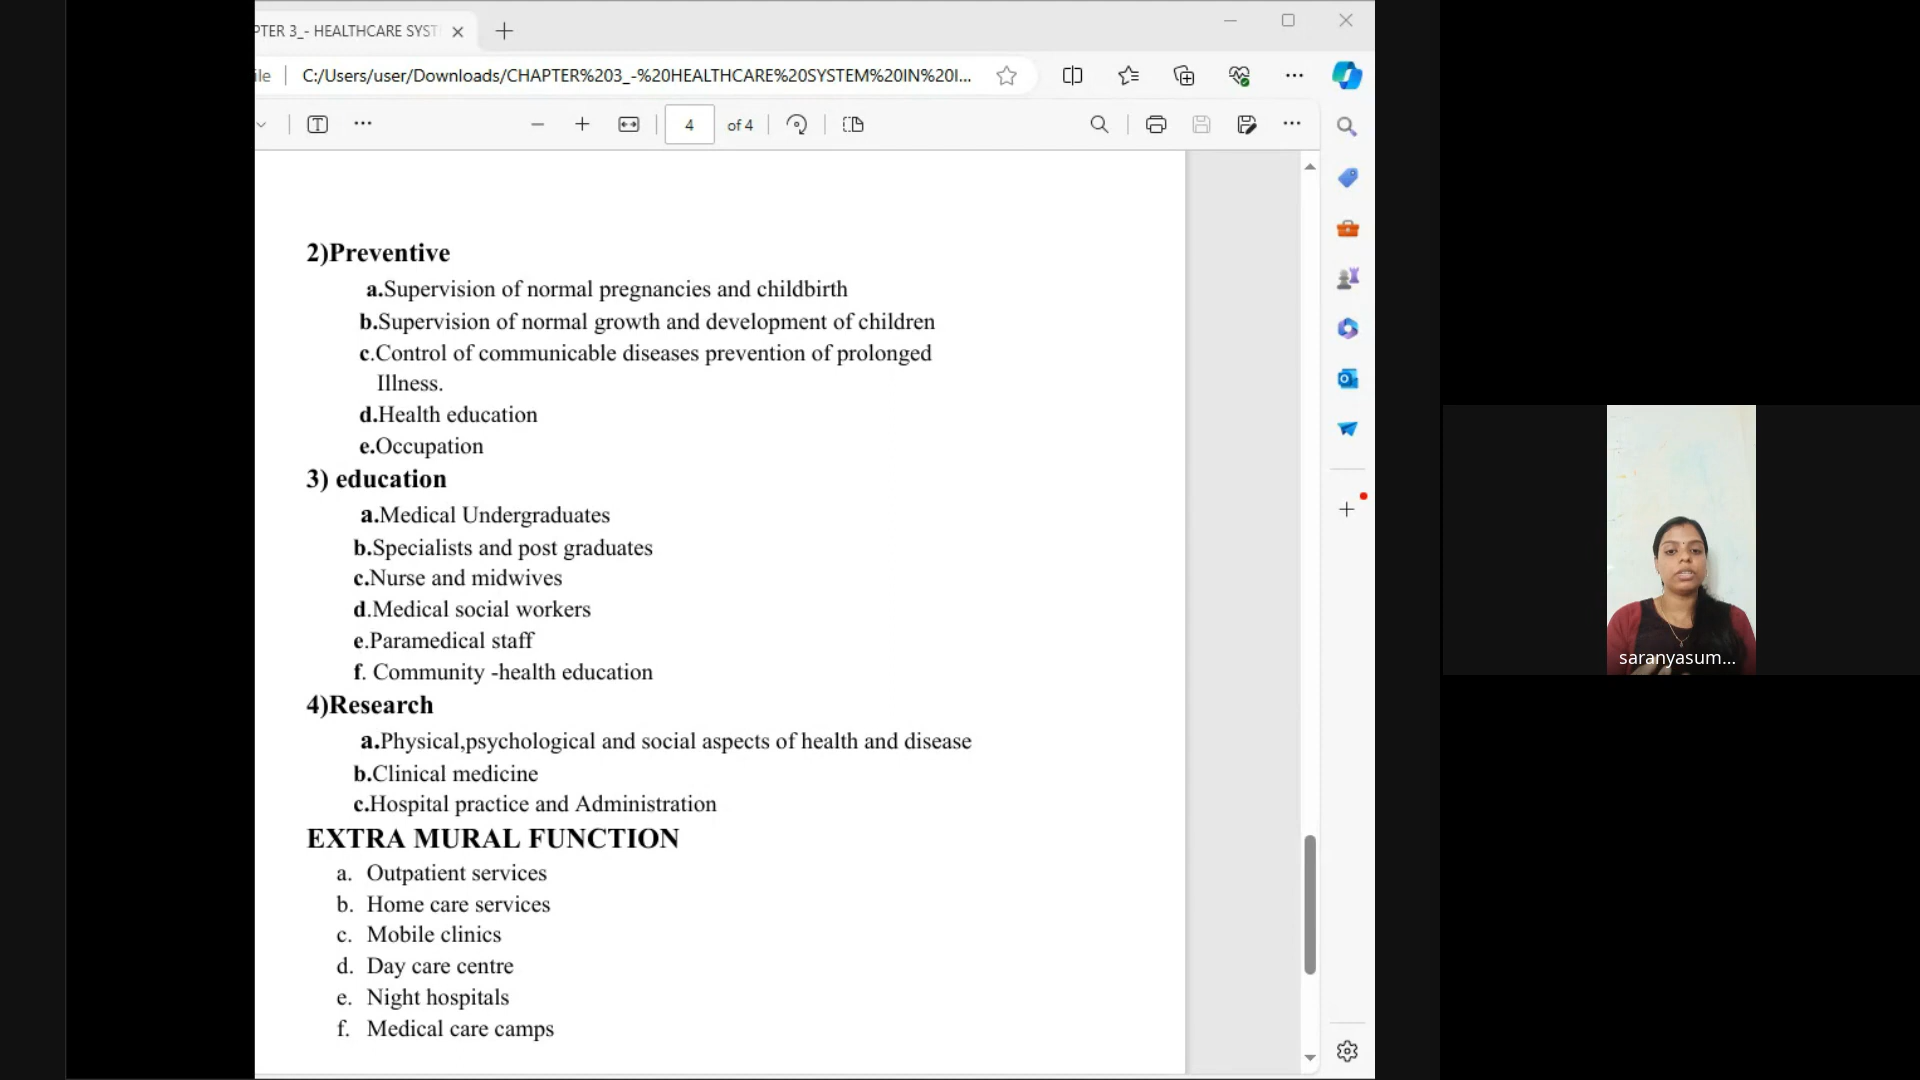 PTER 3_- HEALTHCARE SYST
ile
C:/Users/user/Downloads/CHAPTER%203_-%20HEALTHCARE%20SYSTEM%20IN%20I...
4 of 4
2)Preventive
a.Supervision of normal pregnancies and childbirth
b.Supervision of normal growth and development of children
c.Control of communicable diseases prevention of prolonged
Illness.
d.Health education
e.Occupation
3) education
a.Medical Undergraduates
b.Specialists and post graduates
c.Nurse and midwives
d.Medical social workers
e.Paramedical staff
f. Community -health education
4)Research
a.Physical,psychological and social aspects of health and disease
b.Clinical medicine
c.Hospital practice and Administration
EXTRA MURAL FUNCTION
a. Outpatient services
b. Home care services
c. Mobile clinics
d. Day care centre
e. Night hospitals
f. Medical care camps
saranyasum...